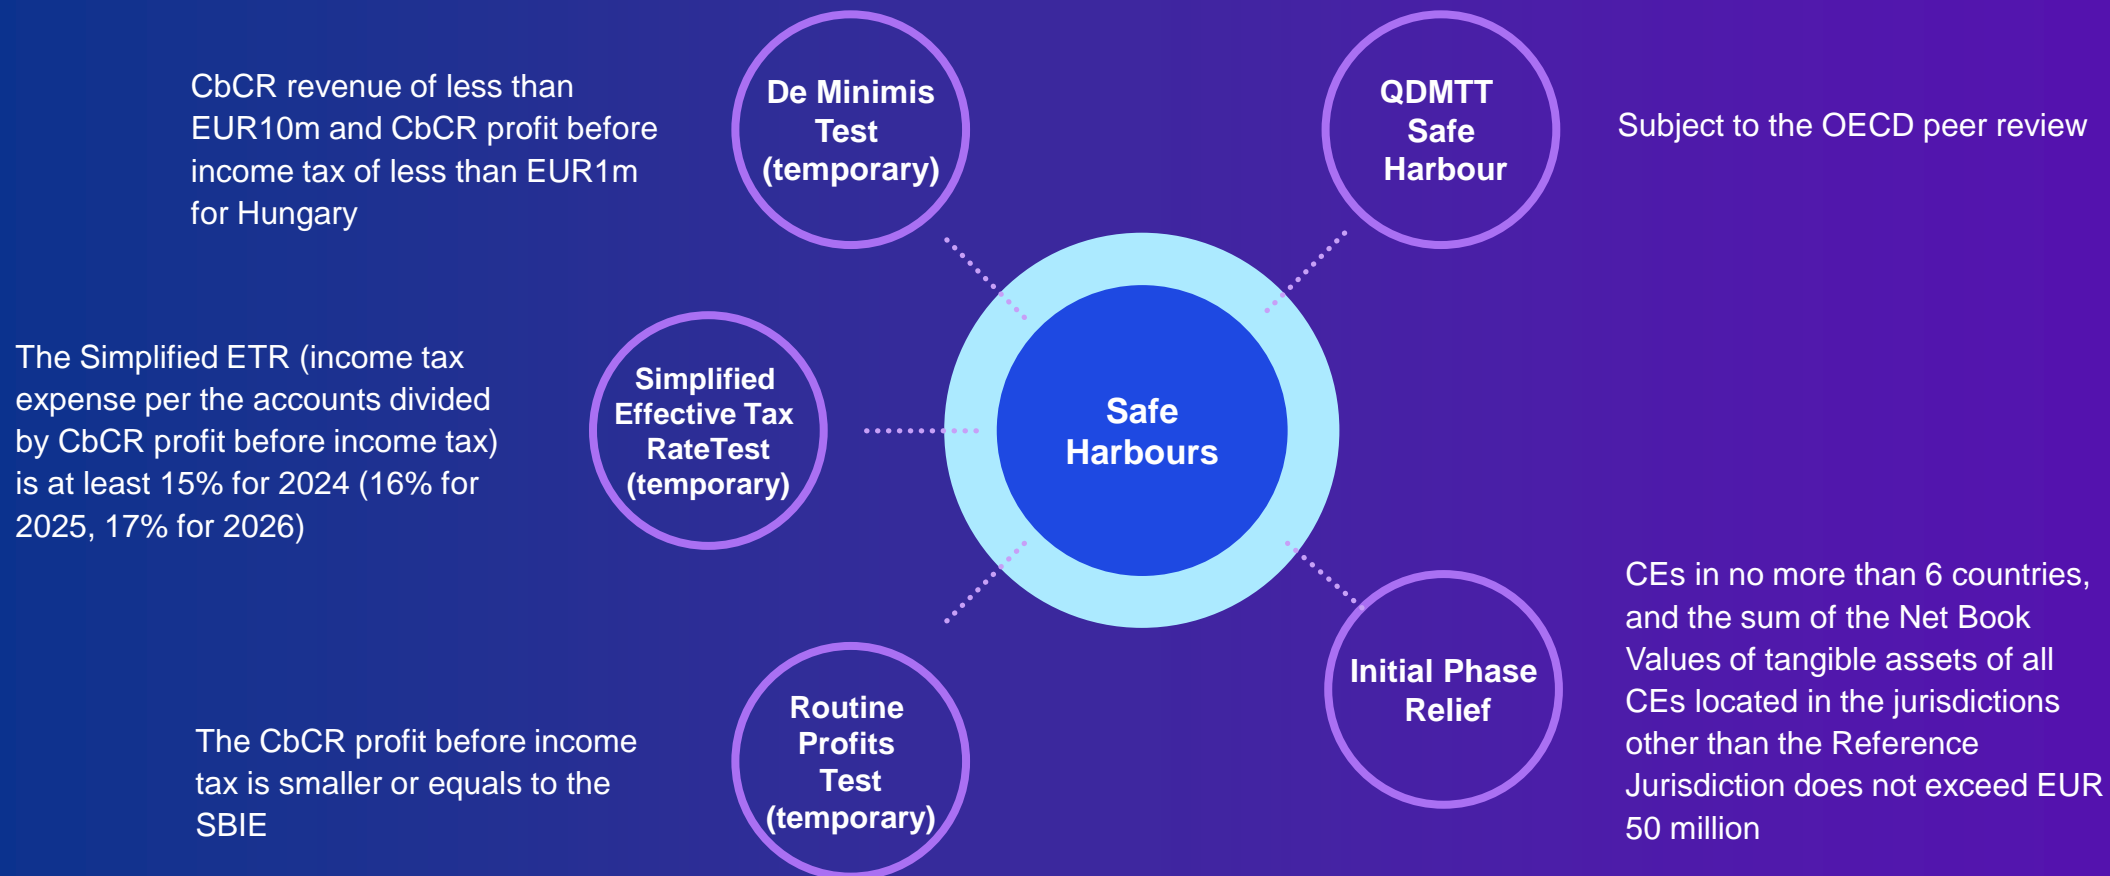 CbCR revenue of less than
EUR10m and CbCR profit before
income tax of less than EUR1m
for Hungary
De Minimis
Test
(temporary)
QDMTT
Safe
Harbour
Subject to the OECD peer review
The Simplified ETR (income tax
expense per the accounts divided
by CbCR profit before income tax)
is at least 15% for 2024 (16% for
2025, 17% for 2026)
Simplified
Effective Tax
RateTest
(temporary)
Safe
Harbours
The CbCR profit before income
tax is smaller or equals to the
SBIE
Routine
Profits
Test
(temporary)
Initial Phase
Relief
CEs in no more than 6 countries,
and the sum of the Net Book
Values of tangible assets of all
CEs located in the jurisdictions
other than the Reference
Jurisdiction does not exceed EUR
50 million